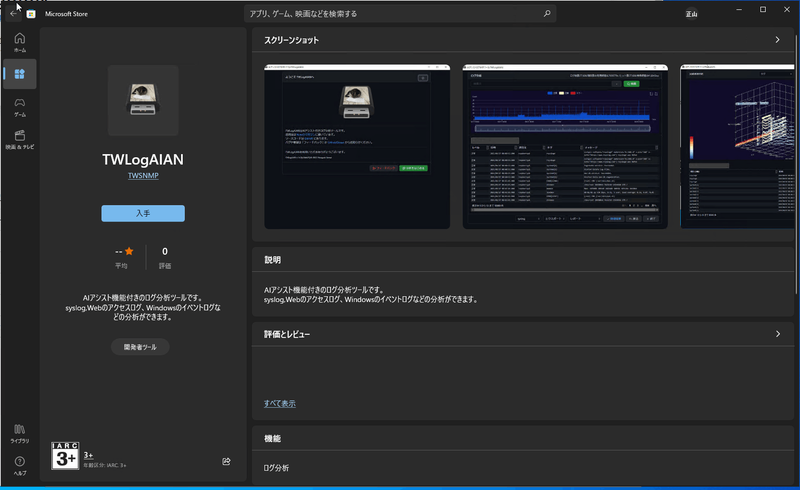 Microsoft Store
アプリ、ゲーム、映画などを検索する
正山
ホーム
ゲーム
映画 & テレビ
ライブラリ
ヘルプ
TWLogAIAN
TWSNMP
入手
--
平均
0
評価
AIアシスト機能付きのログ分析ツールです。
syslog,Webのアクセスログ、Windowsのイベントログな
どの分析ができます。
開発者ツール
IARC
3+
3+
年齢区分: IARC: 3+
スクリーンショット
説明
AIアシスト機能付きのログ分析ツールです。
syslog,Webのアクセスログ、Windowsのイベントログなどの分析ができます。
評価とレビュー
すべて表示
機能
ログ分析